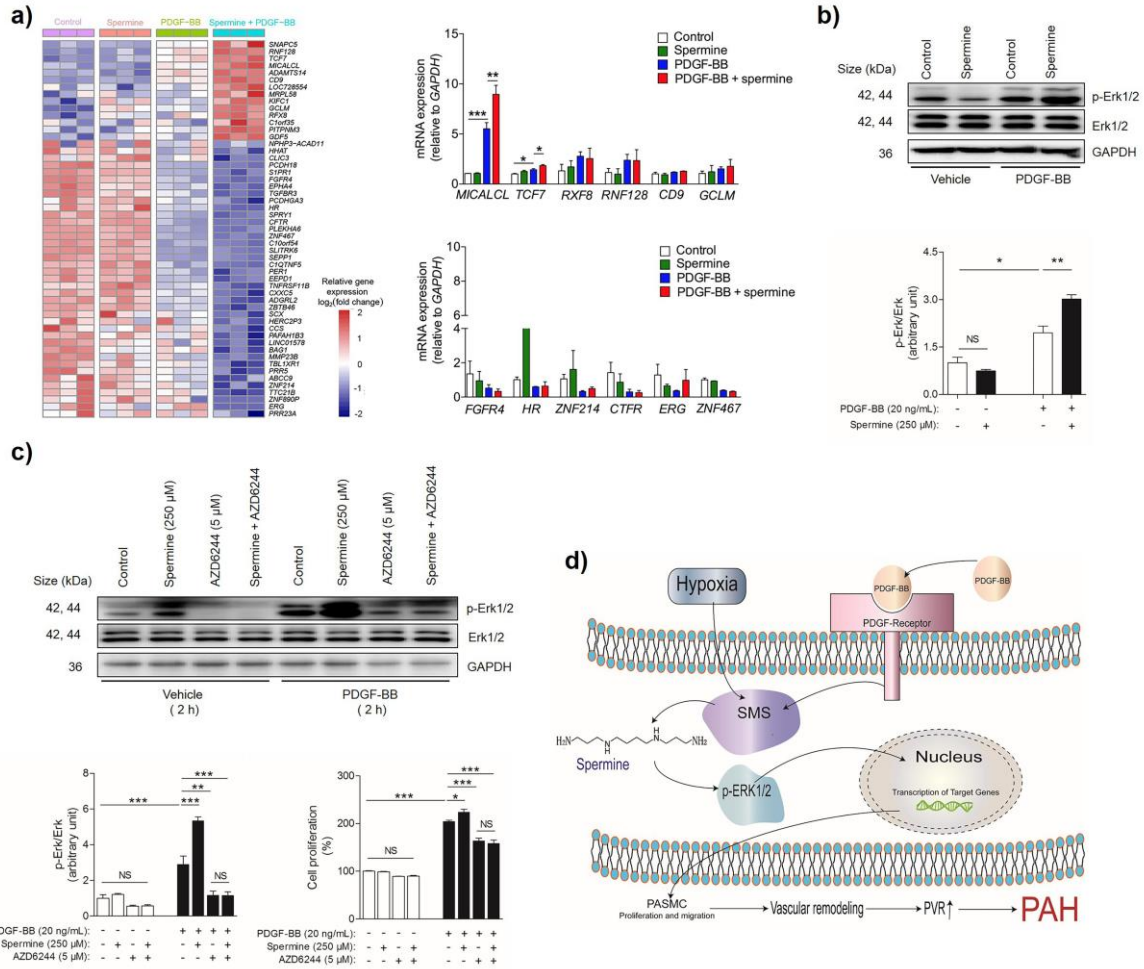 a)
Control Spermine PDGF-BB Spermine + PDGF-BB
SNAPC5
RNF128
TCF7
MICALCL
ADAMTS14
CD9
LOC728554
MRPL58
KIFC1
GCLM
RFX8
C1orf35
PITPNM3
GDF5
NPHP3-ACAD11
HHAT
CLIC3
PCDH18
S1PR1
FGFR4
EPHA4
TGFBR3
PCDHGA3
HR
SPRY1
CFTR
PLEKHA6
ZNF467
C10orf54
SLITRK6
SEPP1
C1QTNF5
PER1
EEPD1
TNFRSF11B
CXXC5
ADGRL2
ZBTB46
SCX
HERC2P3
CCS
PAFAH1B3
LINC01578
BAG1
MMP23B
TBL1XR1
PRR5
ABCC9
ZNF214
TTC21B
ZNF890P
ERG
PRR23A
Relative gene
expression
log2(fold change)
2
1
0
-1
-2
mRNA expression
(relative to GAPDH)
15
10
5
0
Control
Spermine
PDGF-BB
PDGF-BB + spermine
*** ** * *
MICALCL TCF7 RXF8 RNF128 CD9 GCLM
mRNA expression
(relative to GAPDH)
10
8
6
4
2
0
Control
Spermine
PDGF-BB
PDGF-BB + spermine
FGFR4 HR ZNF214 CTFR ERG ZNF467
b)
Size (kDa) Control Spermine Control Spermine
42, 44 p-Erk1/2
42, 44 Erk1/2
36 GAPDH
Vehicle PDGF-BB
p-Erk/Erk
(arbitrary unit)
4.5
3.0
1.5
0.0
* **
NS
PDGF-BB (20 ng/mL): - - + +
Spermine (250 µM): - + - +
c)
Size (kDa) Control Spermine (250 µM) AZD6244 (5 µM) Spermine + AZD6244 Control Spermine (250 µM) AZD6244 (5 µM) Spermine + AZD6244
42, 44 p-Erk1/2
42, 44 Erk1/2
36 GAPDH
Vehicle PDGF-BB
( 2 h) ( 2 h)
p-Erk/Erk
(arbitrary unit)
8
6
4
2
0
***
**
*** ***
NS NS
PDGF-BB (20 ng/mL): - - - - + + + +
Spermine (250 µM): - + - + - + - +
AZD6244 (5 µM): - - + + - - + +
Cell proliferation
(%)
300
200
100
0
***
***
*** *
NS NS
PDGF-BB (20 ng/mL): - - - - + + + +
Spermine (250 µM): - + - + - + - +
AZD6244 (5 µM): - - + + - - + +
d)
Hypoxia
PDGF-BB
PDGF-BB
PDGF-Receptor
SMS
H2N N H H N NH2
Spermine
p-ERK1/2
Nucleus
Transcription of Target Genes
PASMC
Proliferation and migration
Vascular remodeling
PVR
PAH